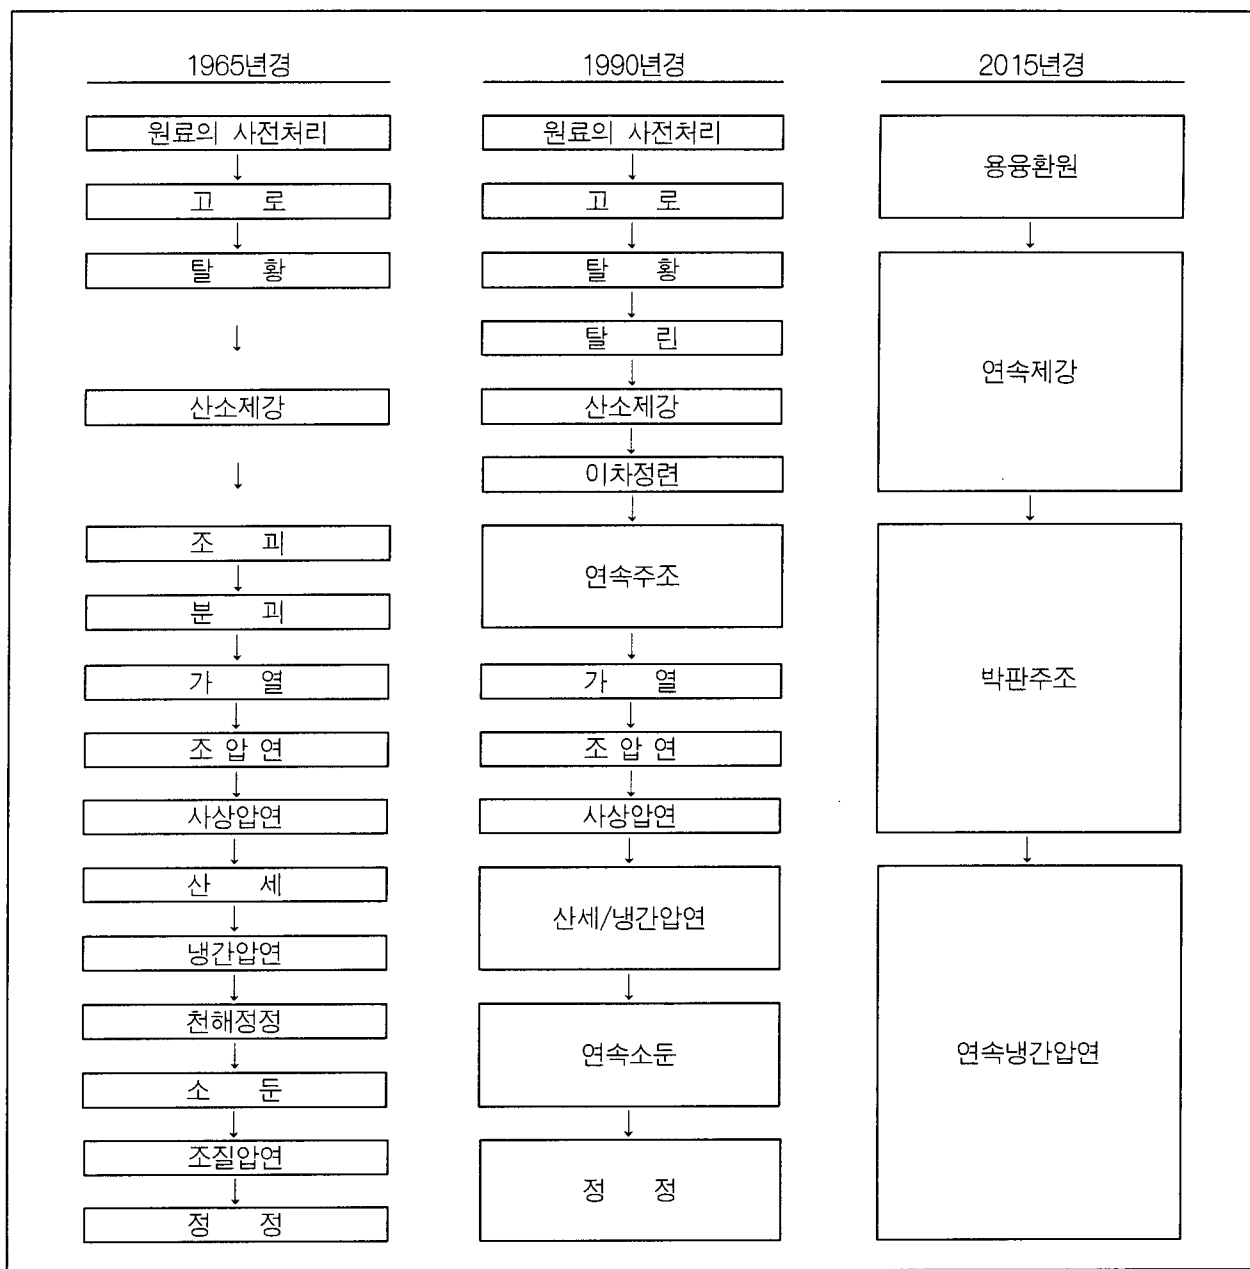 1965년경
원료의 사전처리
고 로
탈 황
산소제강
조 괴
분 괴
가 열
조 압 연
사상압연
산 세
냉간압연
천해정정
소 둔
조질압연
정 정
1990년경
원료의 사전처리
고 로
탈 황
탈 린
산소제강
이차정련
연속주조
가 열
조 압 연
사상압연
산세/냉간압연
연속소둔
정 정
2015년경
용융환원
연속제강
박판주조
연속냉간압연